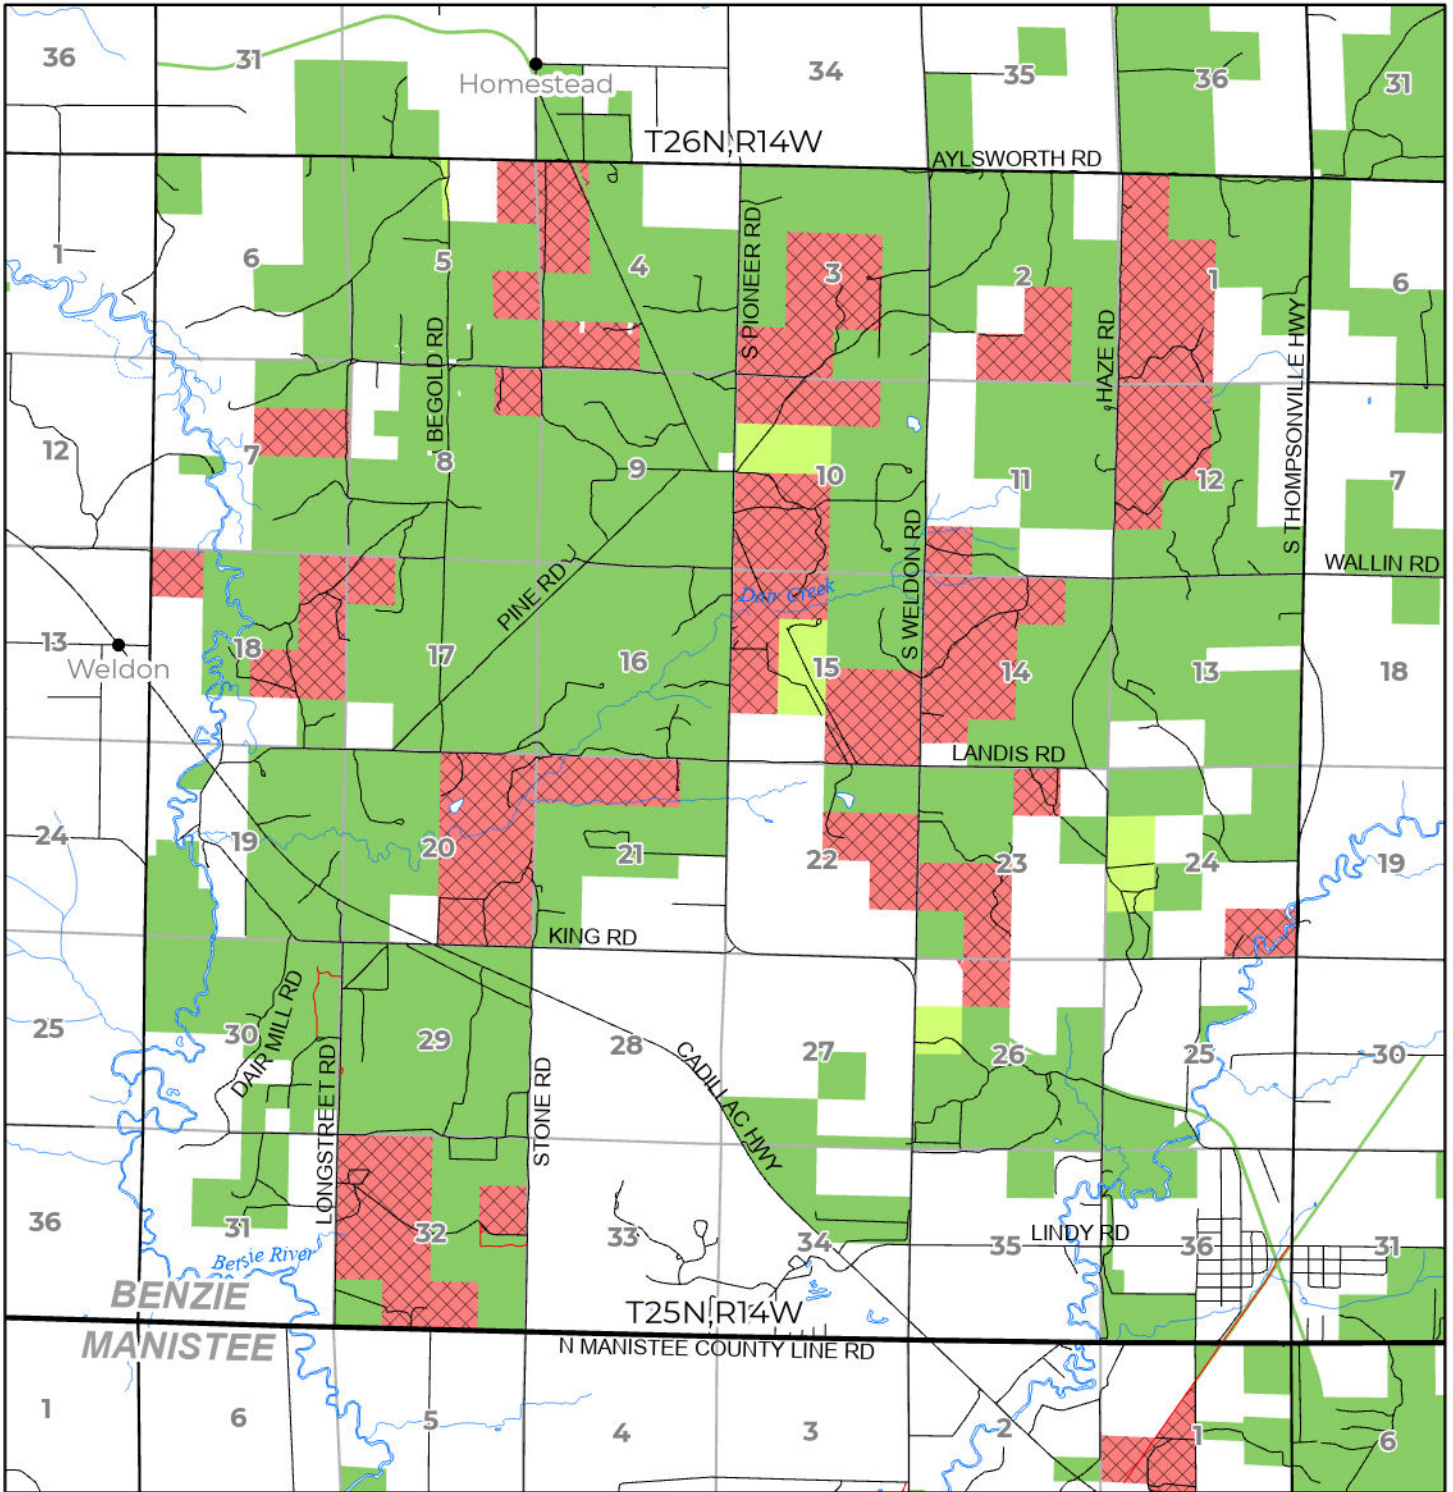 36
31
Homestead
34
35
36
31
T26N,R14W
AYLSWORTH RD
1
6
5
4
S PIONEER RD
3
2
1
6
BEGOLD RD
HAZE RD
S THOMPSONVILLE HWY
12
7
8
9
10
11
12
7
S WELDON RD
WALLIN RD
PINE RD
Dair Creek
13
Weldon
18
17
16
15
14
13
18
LANDIS RD
24
19
20
21
22
23
24
19
KING RD
25
30
DAIR MILL RD
29
28
27
26
25
30
LONGSTREET RD
STONE RD
CADILLAC HWY
36
31
32
33
34
35
LINDY RD
36
31
Betsie River
BENZIE
T25N,R14W
MANISTEE
N MANISTEE COUNTY LINE RD
1
6
5
4
3
2
1
6